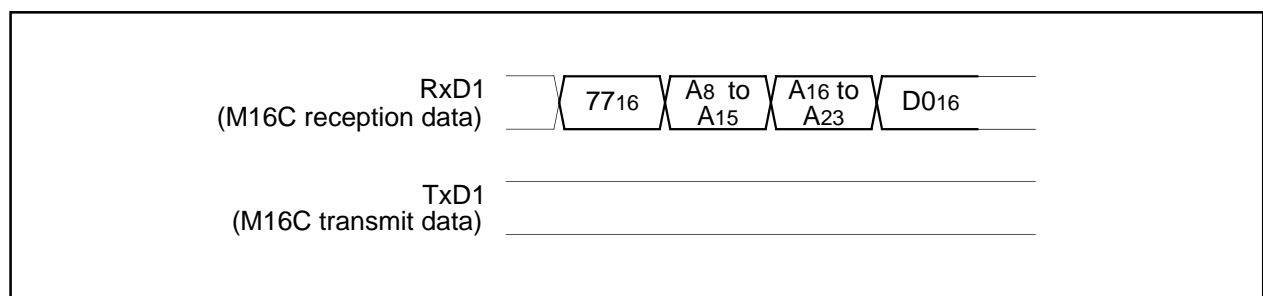 RxD1
(M16C reception data)
7716
A8 to
A15
A16 to
A23
D016
TxD1
(M16C transmit data)